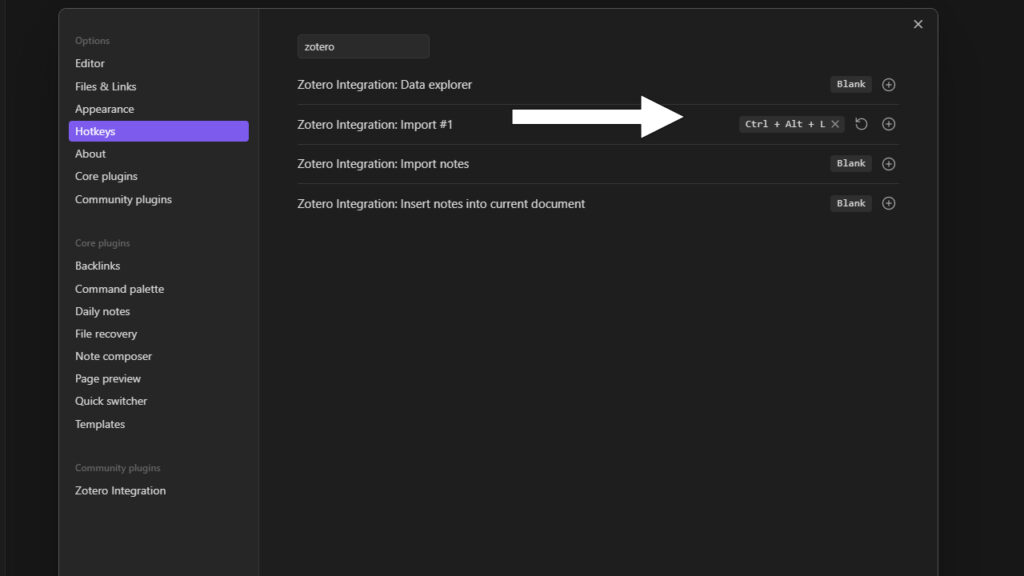 Options
Editor
Files & Links
Appearance
Hotkeys
About
Core plugins
Community plugins
Core plugins
Backlinks
Command palette
Daily notes
File recovery
Note composer
Page preview
Quick switcher
Templates
Community plugins
Zotero Integration
zotero
Zotero Integration: Data explorer Blank
Zotero Integration: Import #1 Ctrl + Alt + L
Zotero Integration: Import notes Blank
Zotero Integration: Insert notes into current document Blank